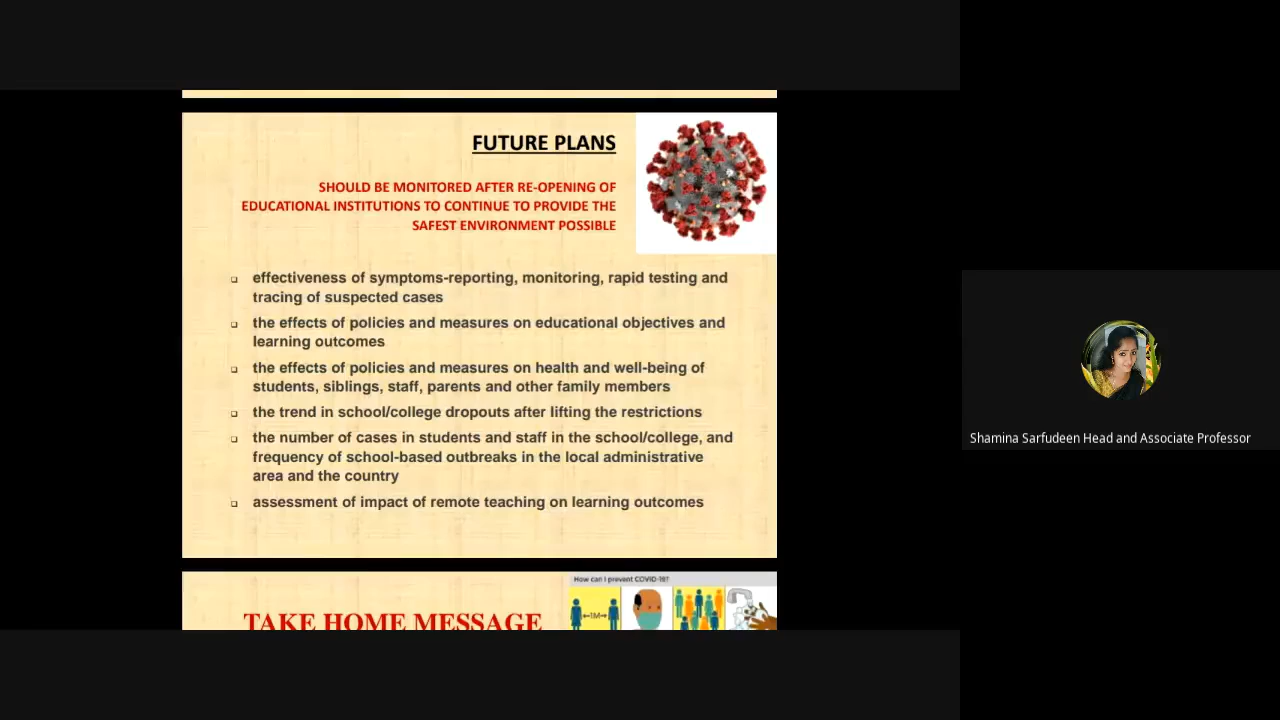 FUTURE PLANS
SHOULD BE MONITORED AFTER RE-OPENING OF
EDUCATIONAL INSTITUTIONS TO CONTINUE TO PROVIDE THE
SAFEST ENVIRONMENT POSSIBLE
effectiveness of symptoms-reporting, monitoring, rapid testing and
tracing of suspected cases
the effects of policies and measures on educational objectives and
learning outcomes
the effects of policies and measures on health and well-being of
students, siblings, staff, parents and other family members
the trend in school/college dropouts after lifting the restrictions
the number of cases in students and staff in the school/college, and
frequency of school-based outbreaks in the local administrative
area and the country
assessment of impact of remote teaching on learning outcomes
How can I prevent COVID-19?
1M
TAKE HOME MESSAGE
Shamina Sarfudeen Head and Associate Professor